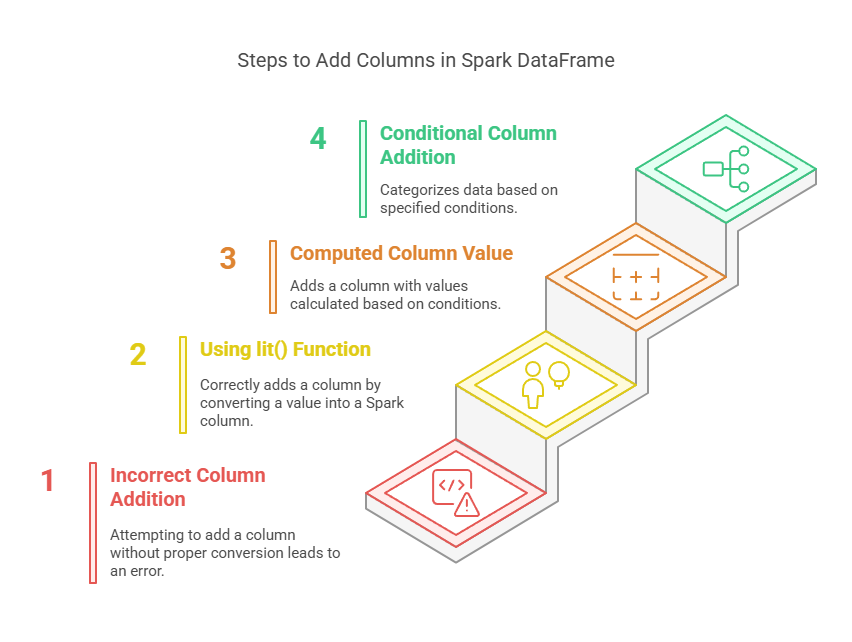 Steps to Add Columns in Spark DataFrame
4
Conditional Column
Addition
Categorizes data based on
specified conditions.
3
Computed Column Value
Adds a column with values
calculated based on conditions.
2
Using lit() Function
Correctly adds a column by
converting a value into a Spark
column.
1
Incorrect Column
Addition
Attempting to add a column
without proper conversion leads to
an error.